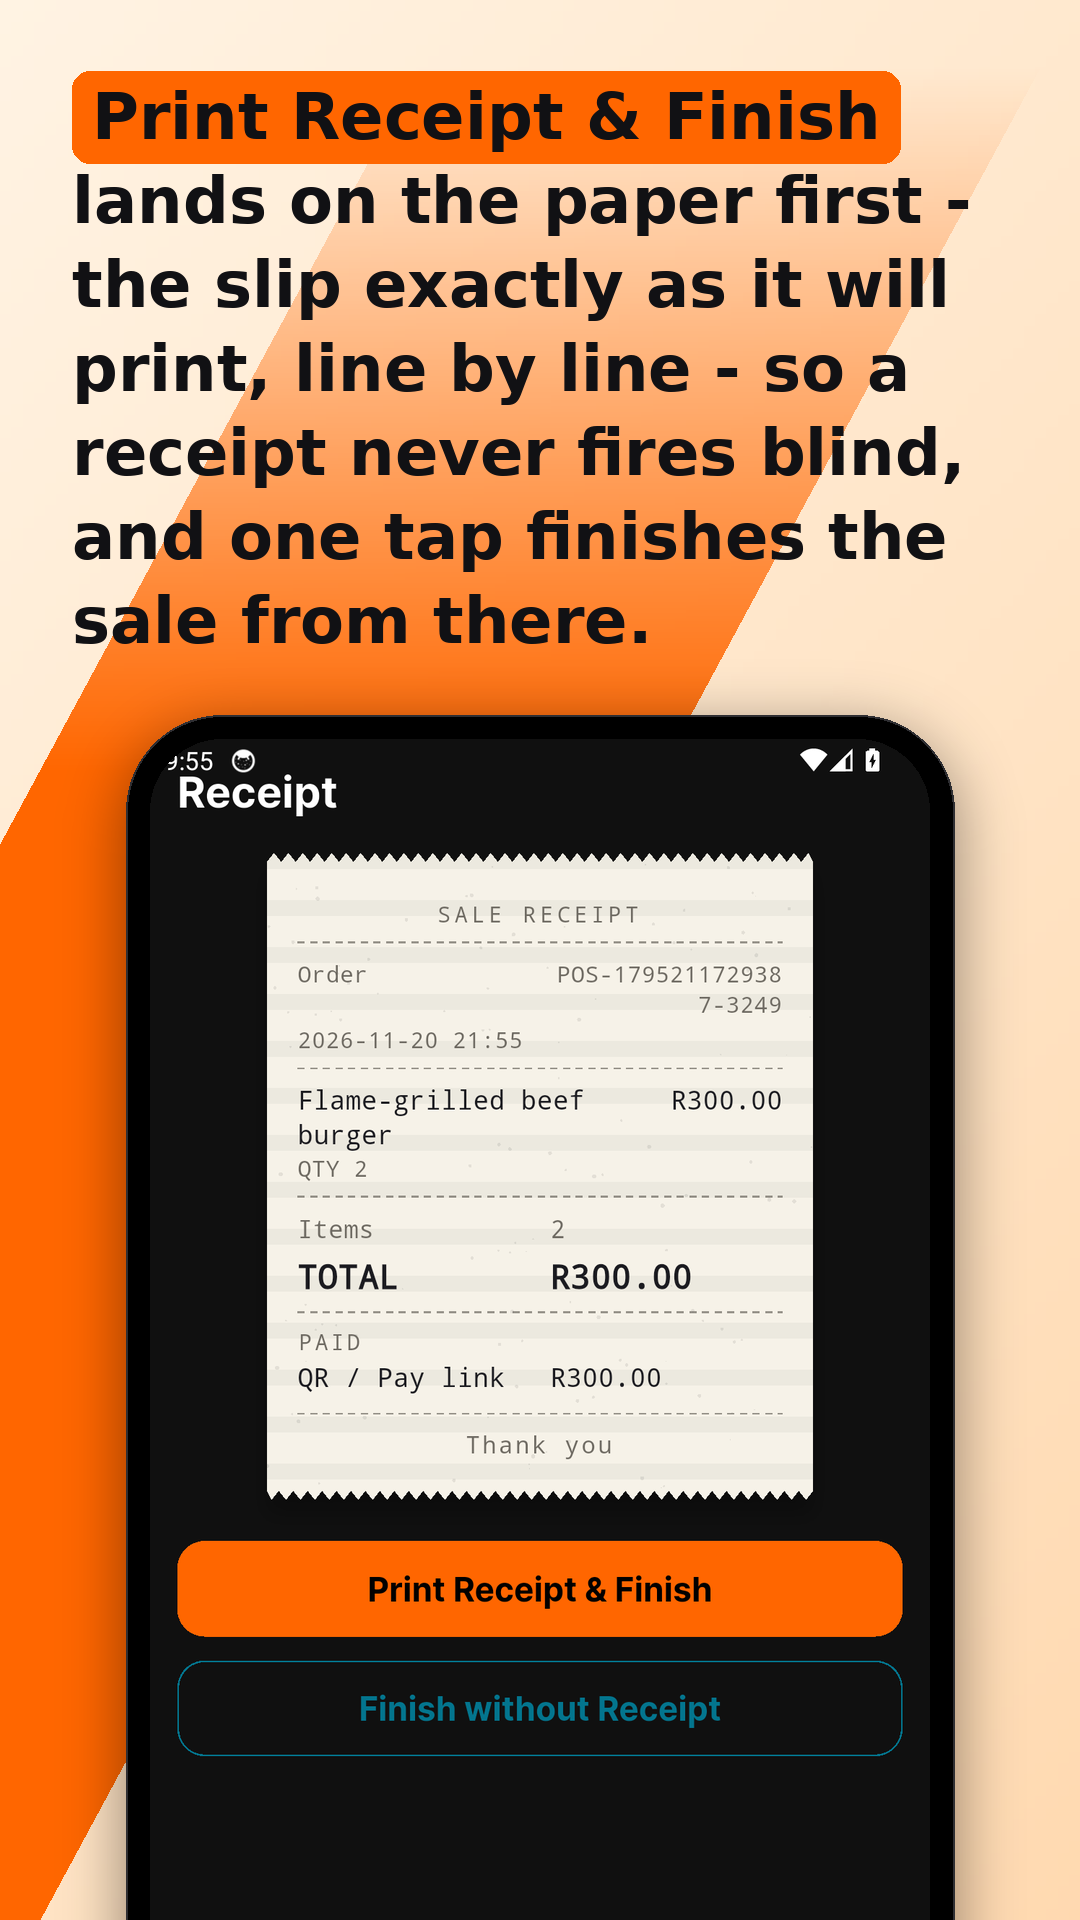 Print Receipt & Finish
lands on the paper first -
the slip exactly as it will
print, line by line - so a
receipt never fires blind,
and one tap finishes the
sale from there.
9:55
Receipt
SALE RECEIPT
Order POS-179521172938
7-3249
2026-11-20 21:55
Flame-grilled beef R300.00
burger
QTY 2
Items 2
TOTAL R300.00
PAID
QR / Pay link R300.00
Thank you
Print Receipt & Finish
Finish without Receipt